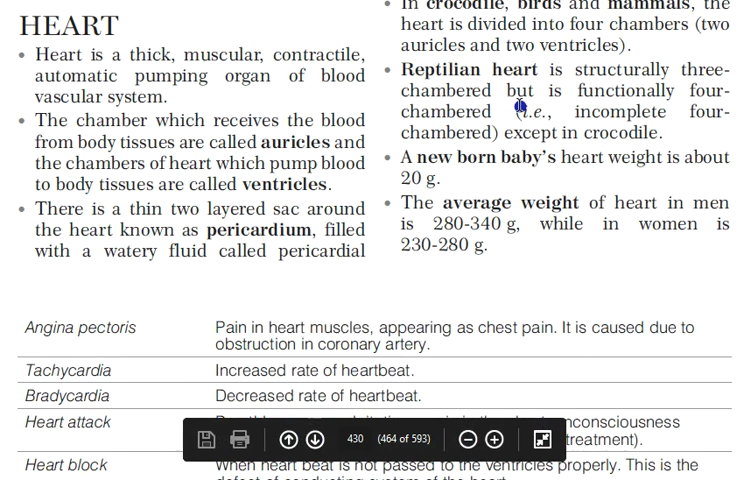 HEART
• Heart is a thick, muscular, contractile,
automatic pumping organ of blood
vascular system.
• The chamber which receives the blood
from body tissues are called auricles and
the chambers of heart which pump blood
to body tissues are called ventricles.
• There is a thin two layered sac around
the heart known as pericardium, filled
with a watery fluid called pericardial
• In crocodile, birds and mammals, the
heart is divided into four chambers (two
auricles and two ventricles).
• Reptilian heart is structurally three-
chambered but is functionally four-
chambered (i.e., incomplete four-
chambered) except in crocodile.
• A new born baby's heart weight is about
20 g.
• The average weight of heart in men
is 280-340 g, while in women is
230-280 g.
Angina pectoris Pain in heart muscles, appearing as chest pain. It is caused due to
obstruction in coronary artery.
Tachycardia Increased rate of heartbeat.
Bradycardia Decreased rate of heartbeat.
Heart attack
treatment).
430 (464 of 593)
Heart block When heart beat is not passed to the ventricles properly. This is the
defect of conducting system of the heart.